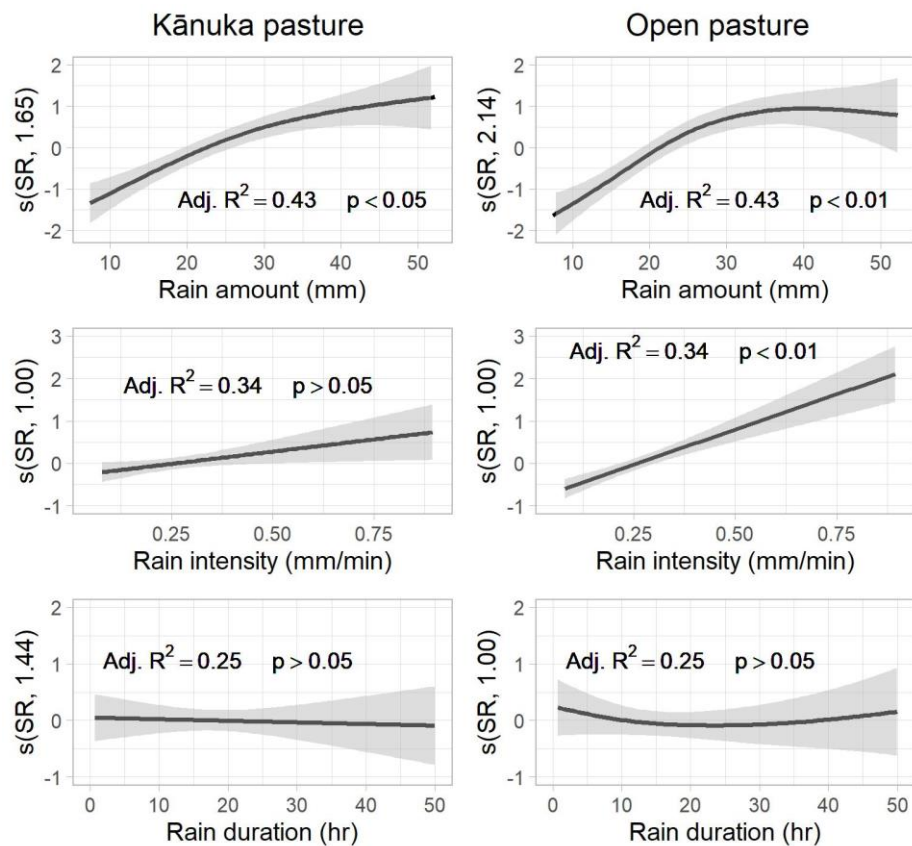 Kānuka pasture
Open pasture
s(SR, 1.65)
2
1
0
-1
-2
Adj. R² = 0.43 p < 0.05
10 20 30 40 50
Rain amount (mm)
s(SR, 2.14)
2
1
0
-1
-2
Adj. R² = 0.43 p < 0.01
10 20 30 40 50
Rain amount (mm)
s(SR, 1.00)
3
2
1
0
-1
Adj. R² = 0.34 p > 0.05
0.25 0.50 0.75
Rain intensity (mm/min)
s(SR, 1.00)
3
2
1
0
-1
Adj. R² = 0.34 p < 0.01
0.25 0.50 0.75
Rain intensity (mm/min)
s(SR, 1.44)
2
1
0
-1
Adj. R² = 0.25 p > 0.05
0 10 20 30 40 50
Rain duration (hr)
s(SR, 1.00)
2
1
0
-1
Adj. R² = 0.25 p > 0.05
0 10 20 30 40 50
Rain duration (hr)